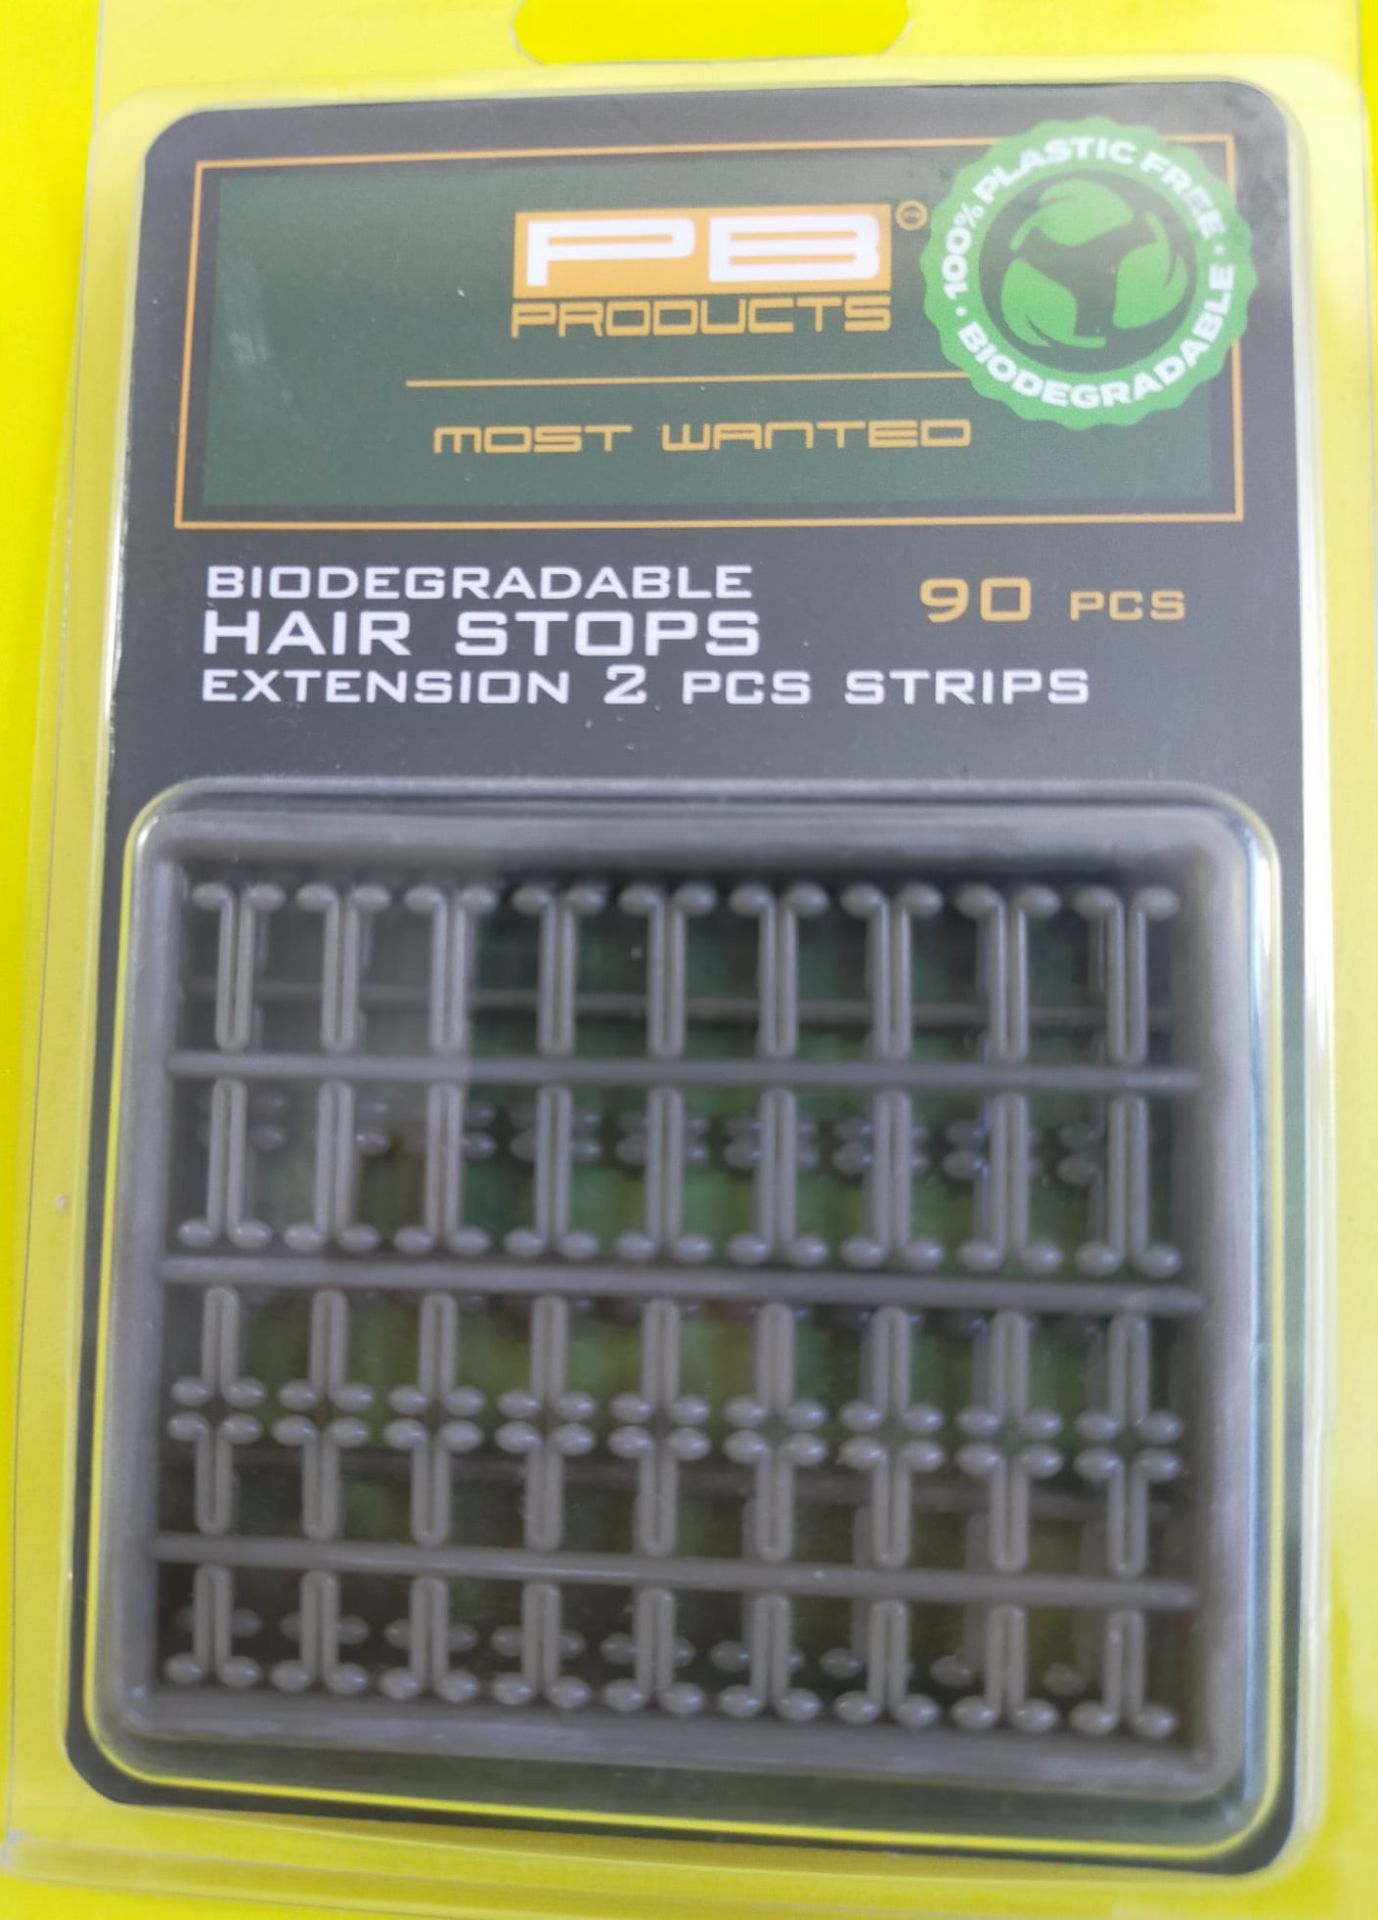 PB
PRODUCTS
100% PLASTIC FREE
BIODEGRADABLE
MOST WANTED
BIODEGRADABLE
HAIR STOPS
90 PCS
EXTENSION 2 PCS STRIPS